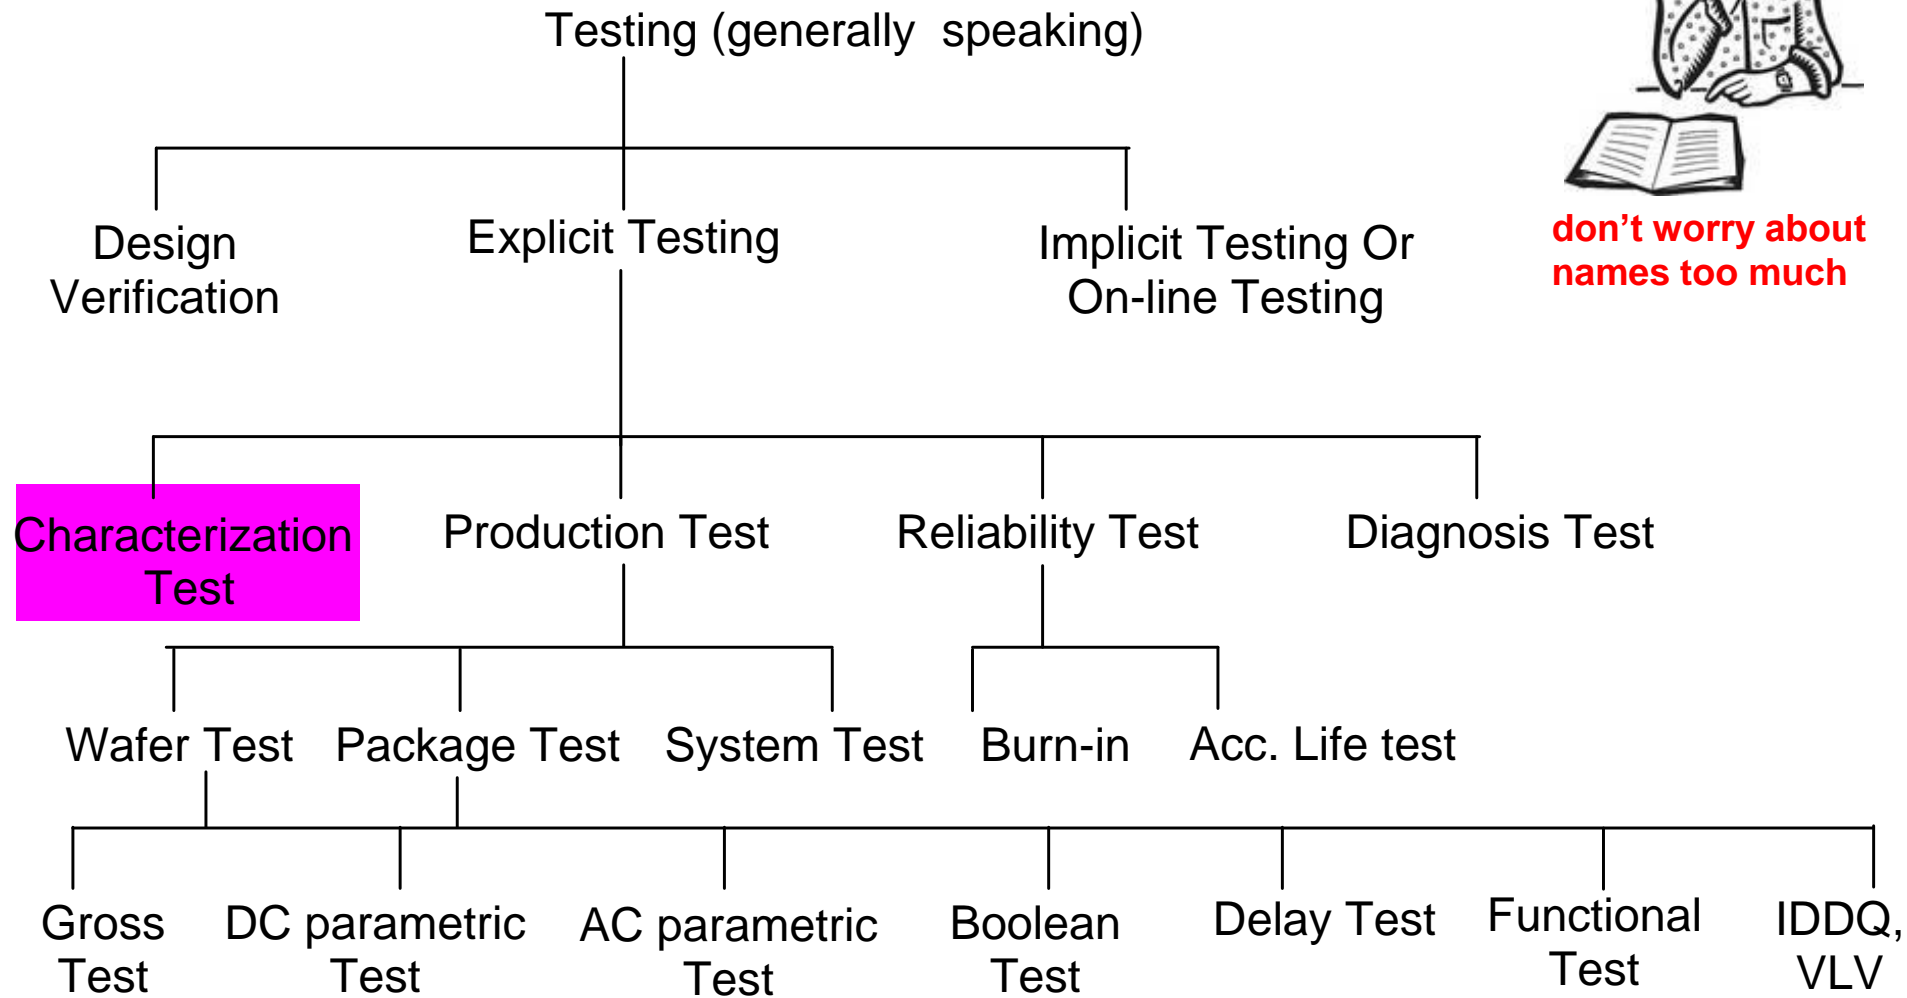 Testing (generally speaking)
Design
Verification
Explicit Testing
Implicit Testing Or
On-line Testing
don't worry about
names too much
Characterization
Test
Production Test
Reliability Test
Diagnosis Test
Wafer Test
Package Test
System Test
Burn-in
Acc. Life test
Gross
Test
DC parametric
Test
AC parametric
Test
Boolean
Test
Delay Test
Functional
Test
IDDQ,
VLV